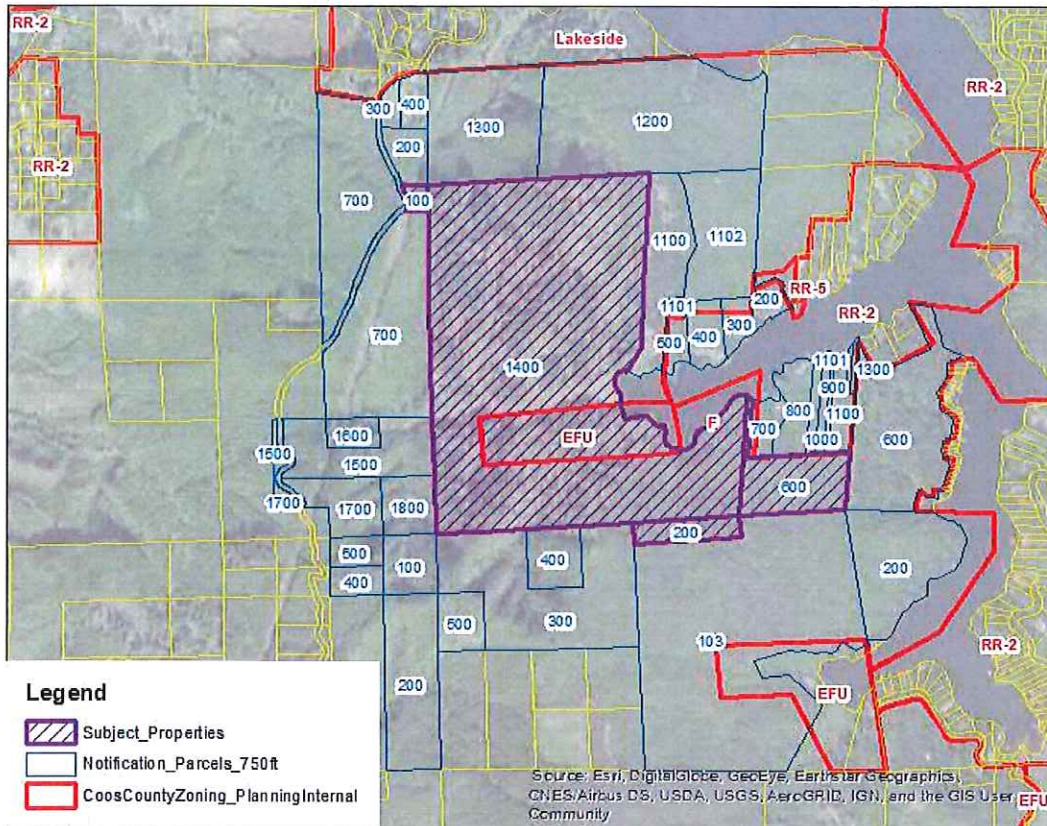 RR-2
Lakeside
RR-2
300
400
1300
1200
200
RR-2
700
100
1100
1102
200
RR-5
1101
300
RR-2
400
500
700
1400
1101
1300
900
800
1100
F
700
1000
600
EFU
1600
1500
1500
1700
1700
1800
600
500
400
100
400
200
200
500
300
103
RR-2
EFU
200
Legend
Subject_Properties
Notification_Parcels_750ft
CoosCountyZoning_PlanningInternal
Source: Esri, DigitalGlobe, GeoEye, Earthstar Geographics,
CNES/Airbus DS, USDA, USGS, AeroGRID, IGN, and the GIS User
Community
EFU